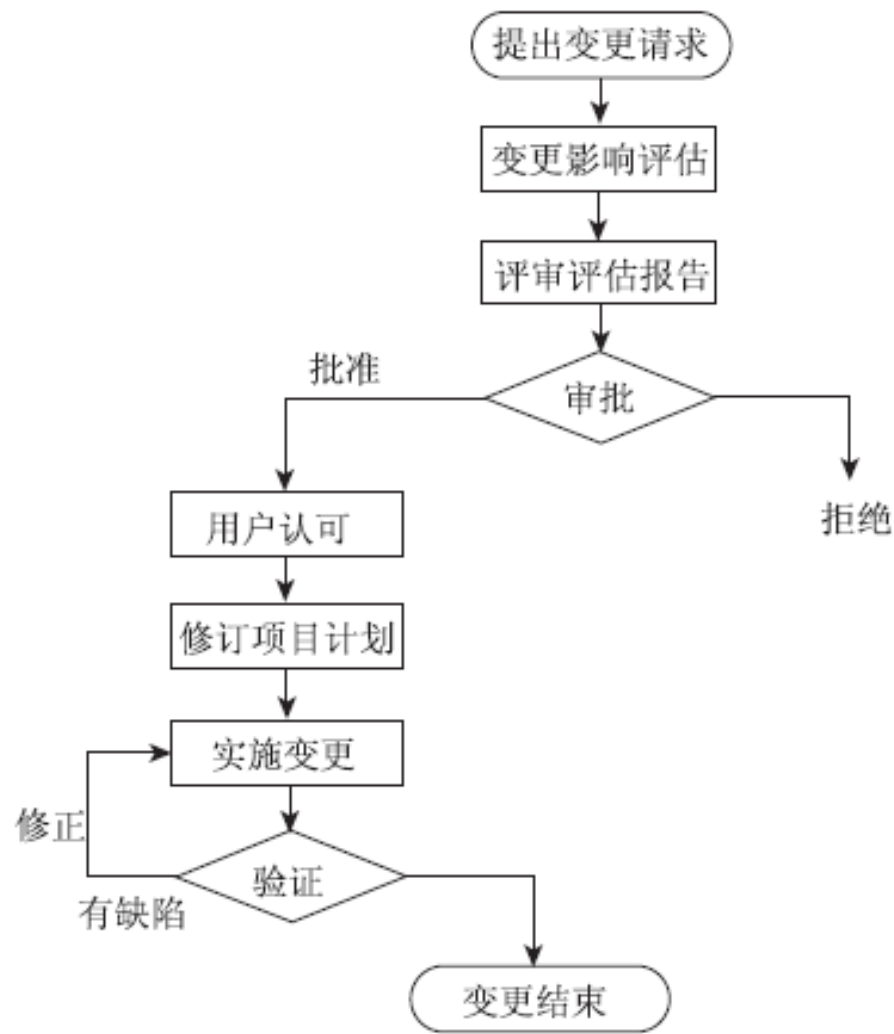 提出变更请求
变更影响评估
评审评估报告
批准
审批
拒绝
用户认可
修订项目计划
实施变更
修正
验证
有缺陷
变更结束